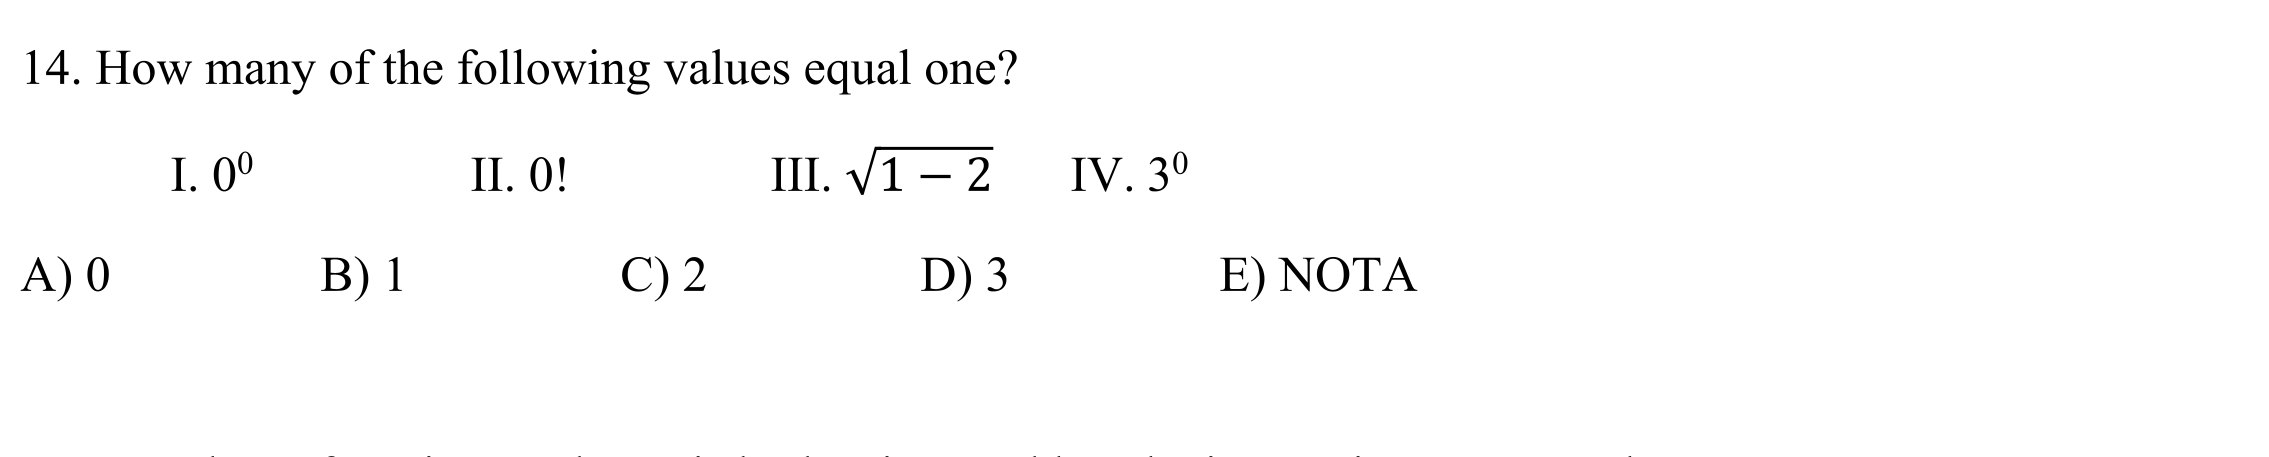 14. How many of the following values equal one?
I. 0⁰ II. 0! III. √(1 − 2) IV. 3⁰
A) 0 B) 1 C) 2 D) 3 E) NOTA